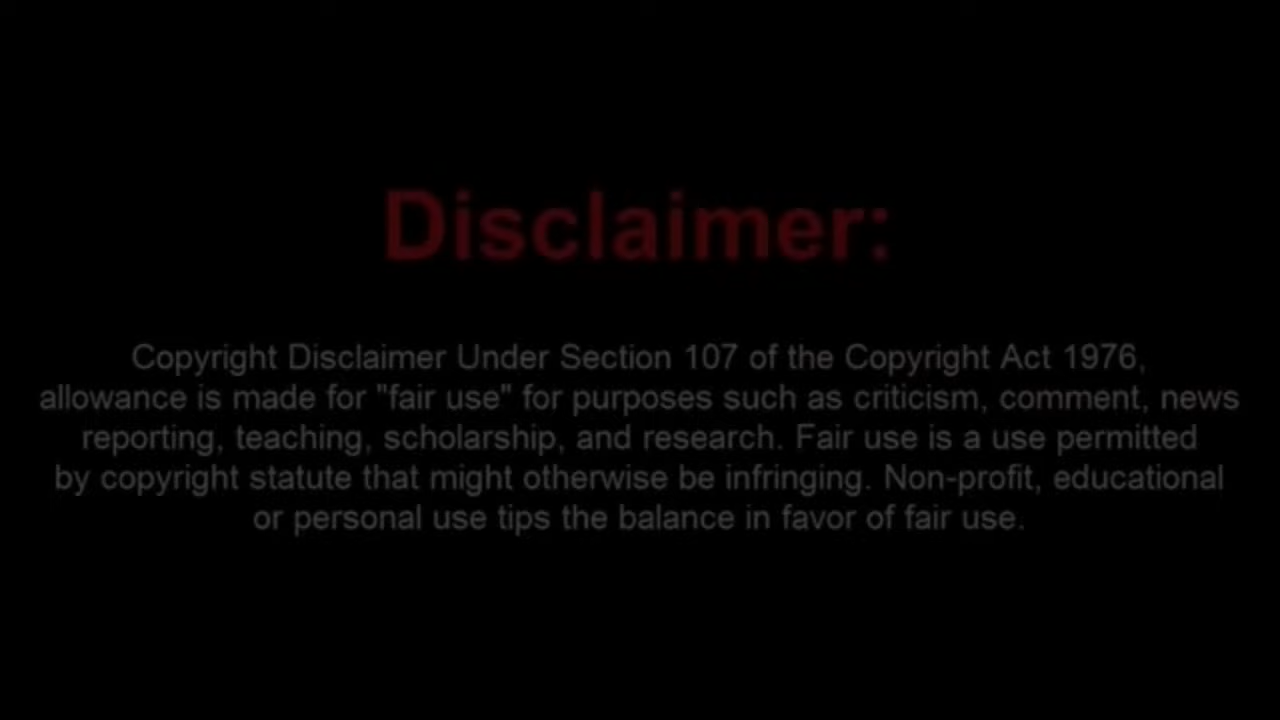 Disclaimer:
Copyright Disclaimer Under Section 107 of the Copyright Act 1976,
allowance is made for "fair use" for purposes such as criticism, comment, news
reporting, teaching, scholarship, and research. Fair use is a use permitted
by copyright statute that might otherwise be infringing. Non-profit, educational
or personal use tips the balance in favor of fair use.